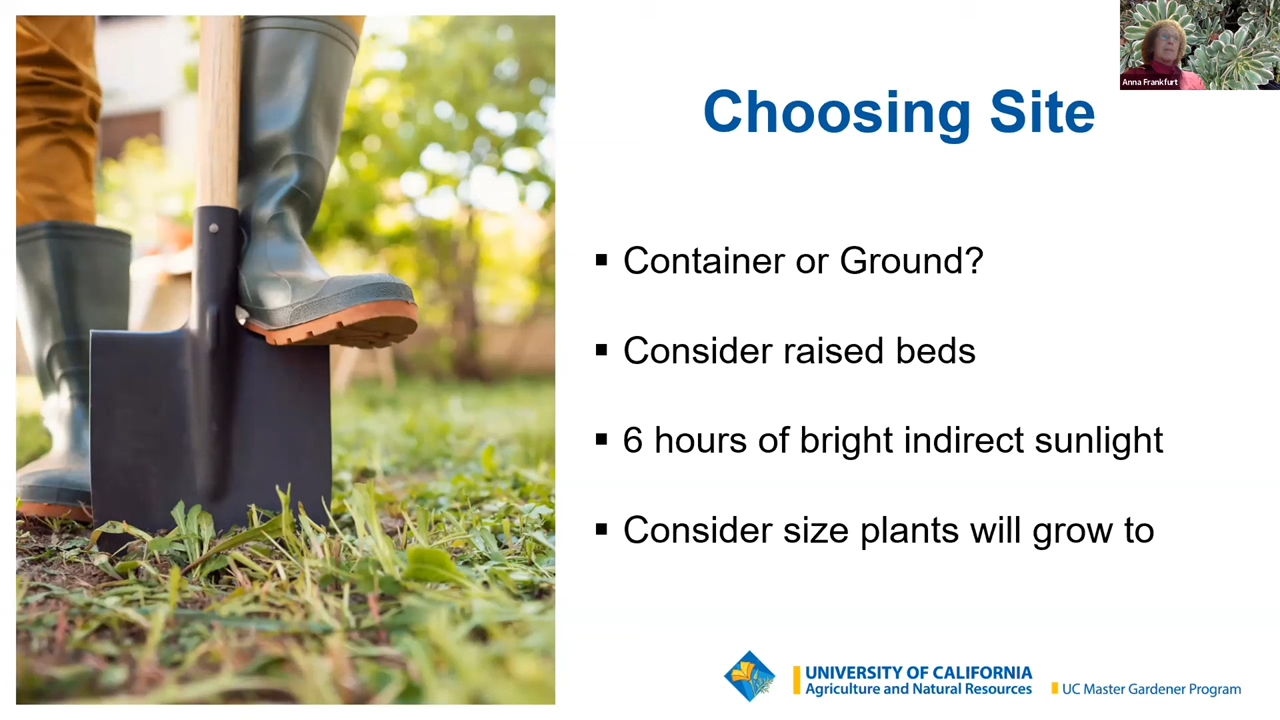 Anna Frankfurt
Choosing Site
▪ Container or Ground?
▪ Consider raised beds
▪ 6 hours of bright indirect sunlight
▪ Consider size plants will grow to
UNIVERSITY OF CALIFORNIA
Agriculture and Natural Resources
UC Master Gardener Program